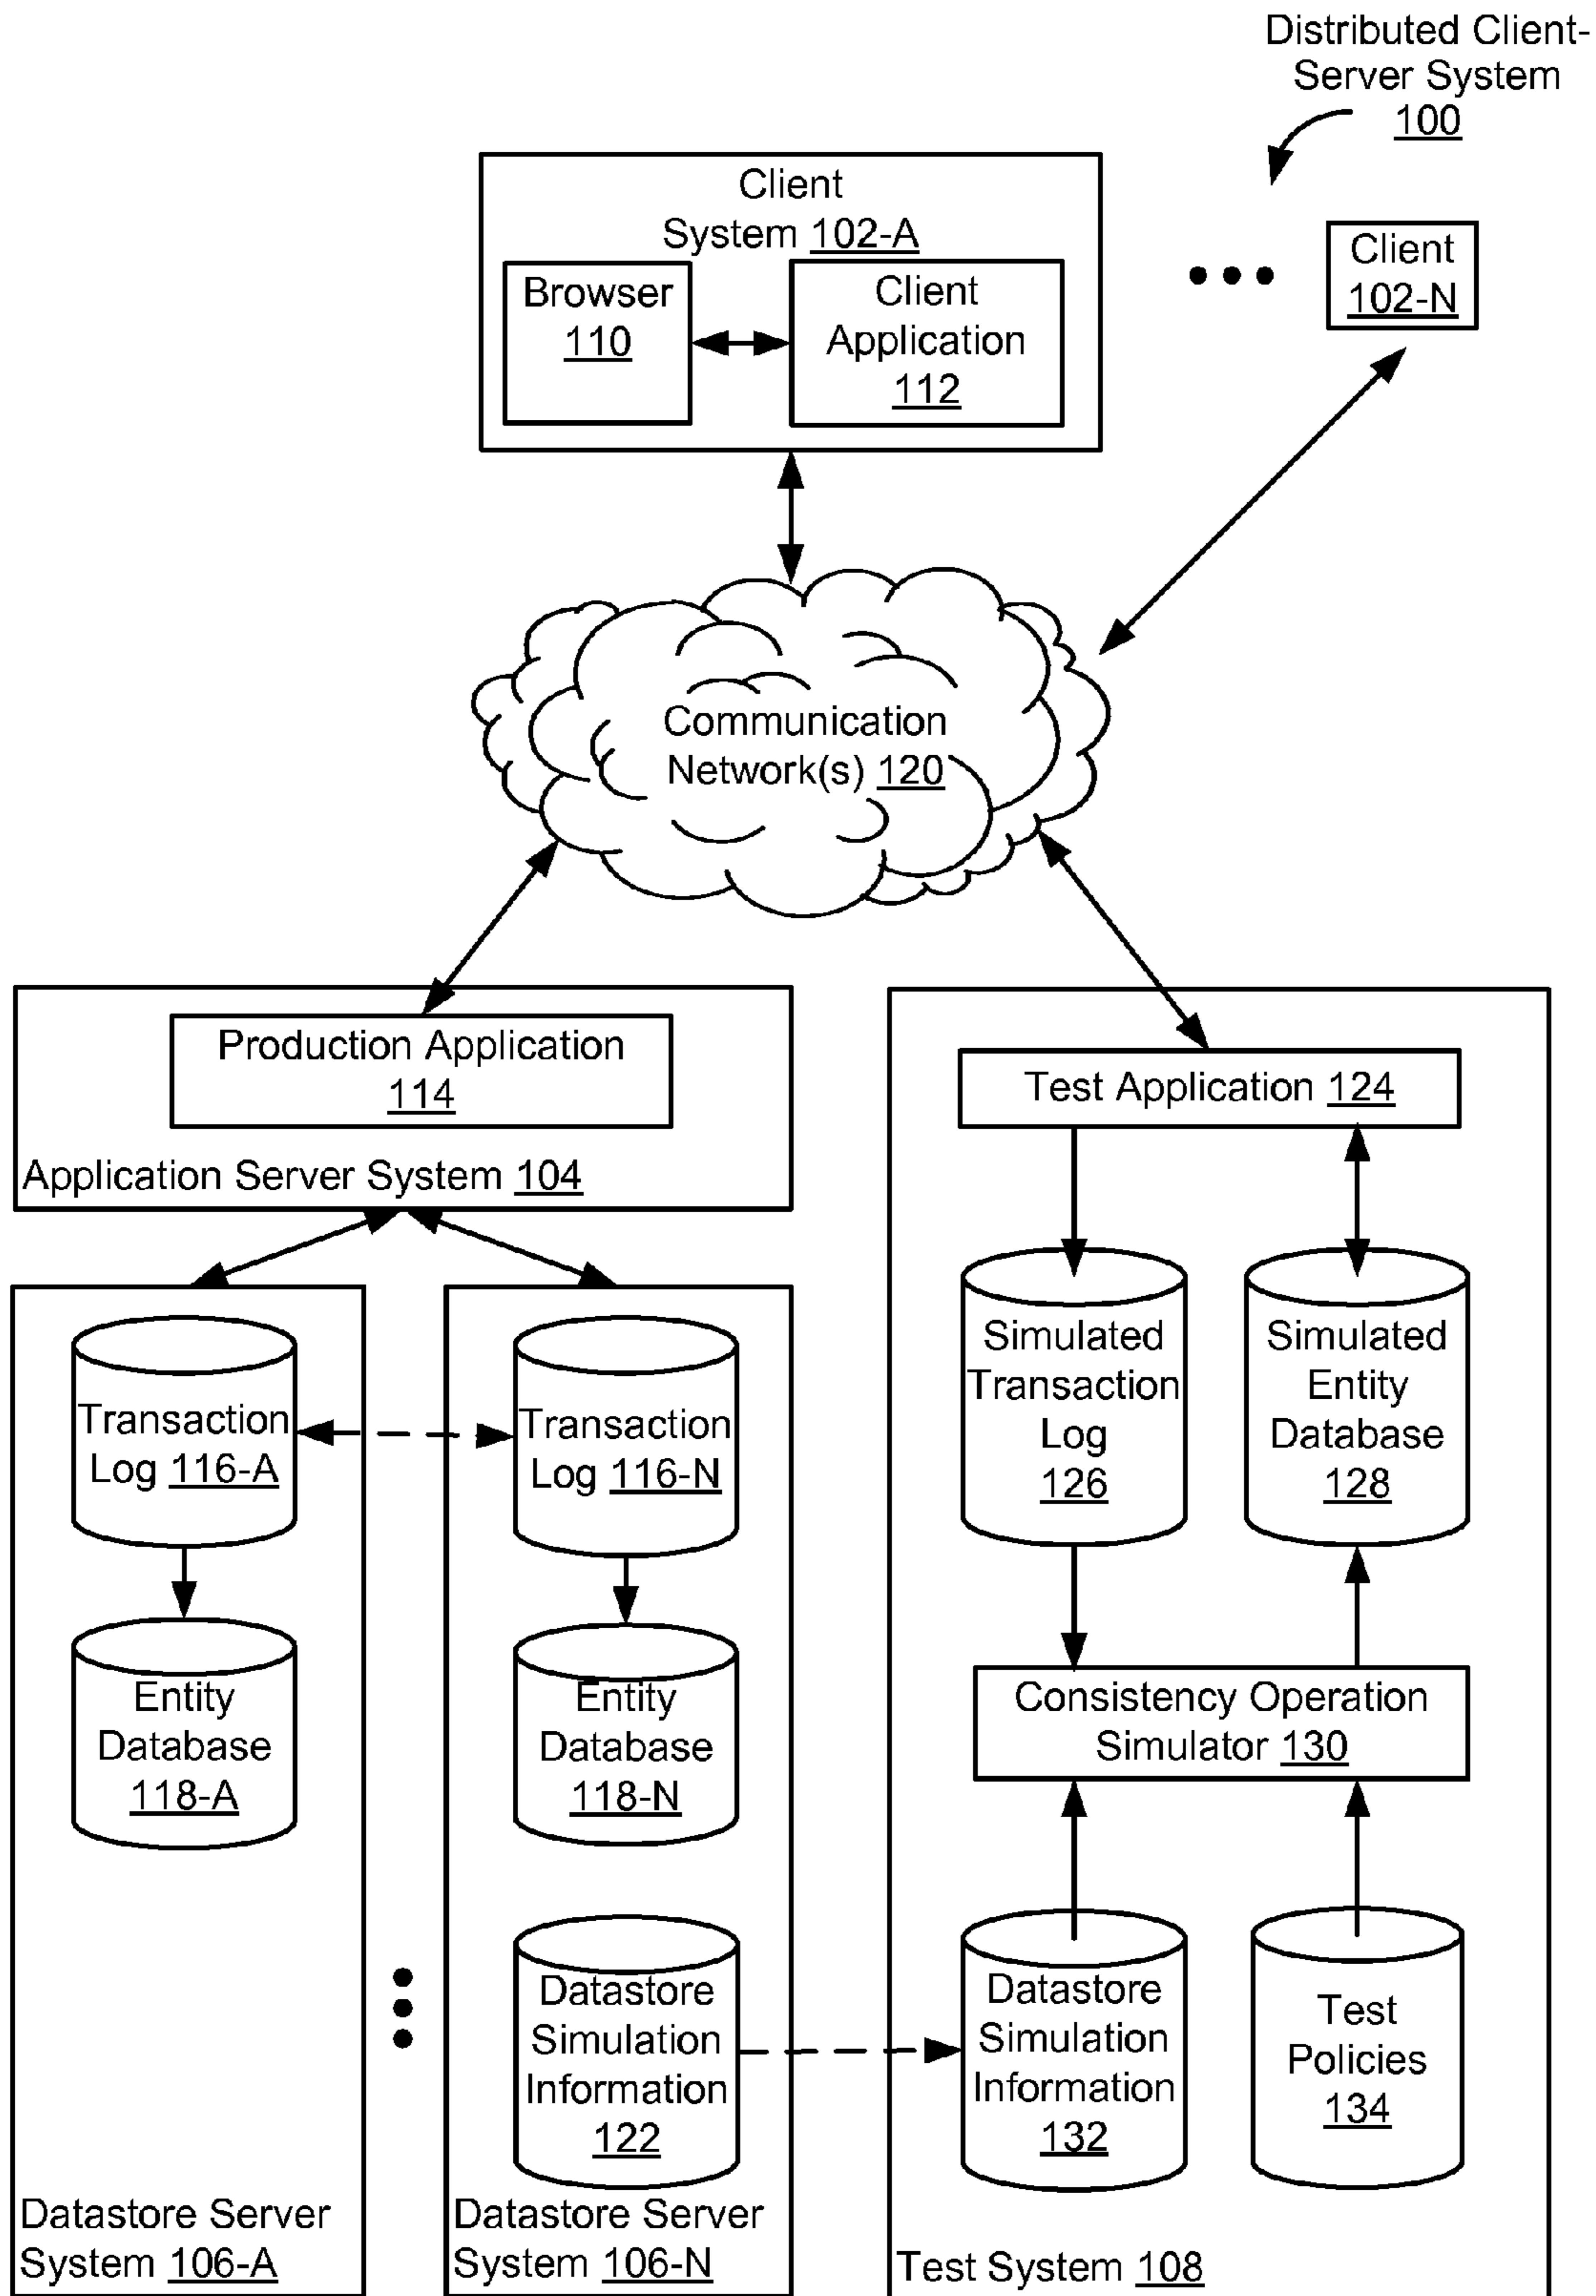 Distributed Client-
Server System
100
Client
System 102-A
Browser
110
Client
Application
112
Client
102-N
Communication
Network(s) 120
Production Application
114
Application Server System 104
Test Application 124
Transaction
Log 116-A
Transaction
Log 116-N
Simulated
Transaction
Log
126
Simulated
Entity
Database
128
Entity
Database
118-A
Entity
Database
118-N
Consistency Operation
Simulator 130
Datastore
Simulation
Information
122
Datastore
Simulation
Information
132
Test
Policies
134
Datastore Server
System 106-A
Datastore Server
System 106-N
Test System 108